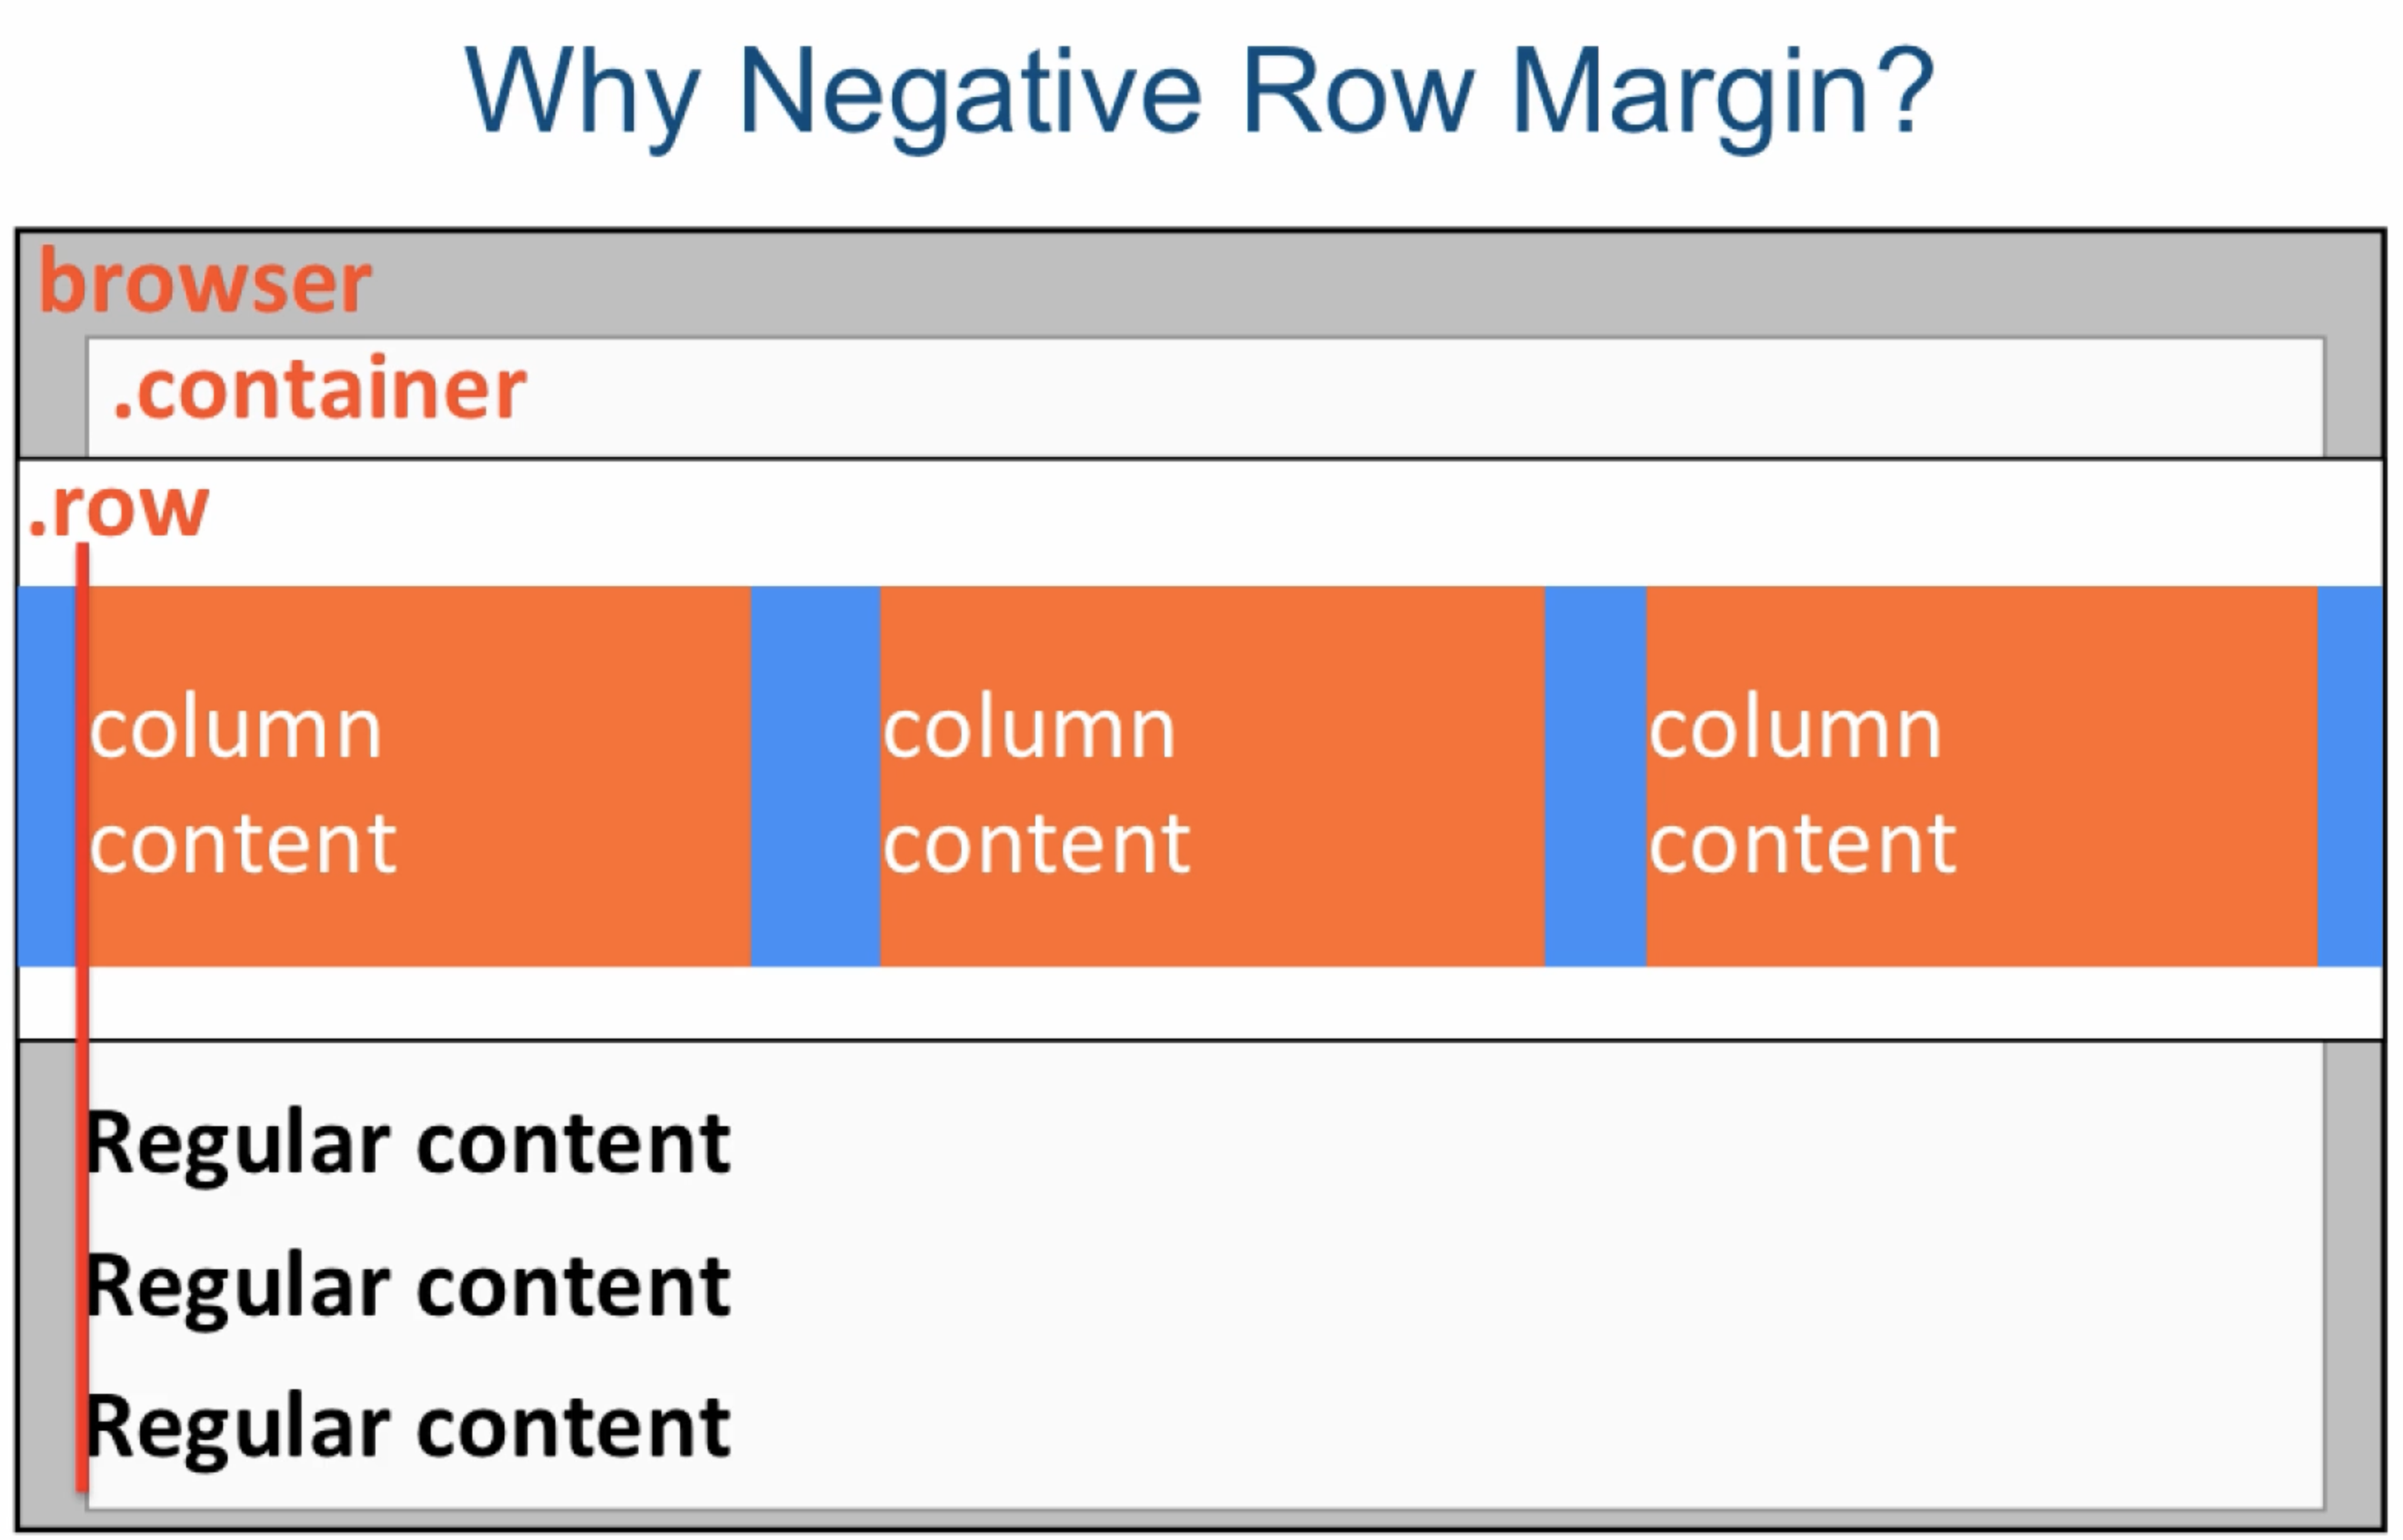 Why Negative Row Margin?
browser
.container
.row
column
content
column
content
column
content
Regular content
Regular content
Regular content